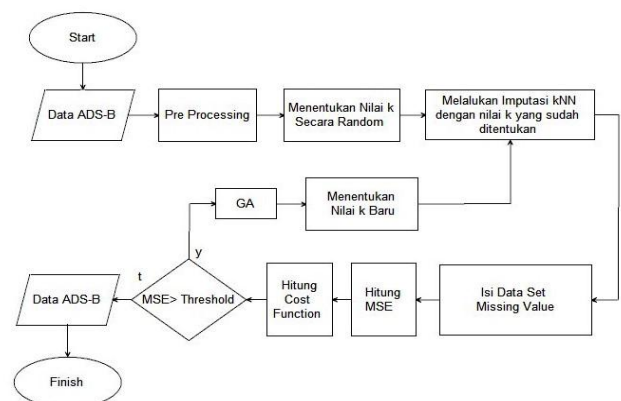 Start
Data ADS-B
Pre Processing
Menentukan Nilai k
Secara Random
Melalukan Imputasi kNN
dengan nilai k yang sudah
ditentukan
GA
Menentukan
Nilai k Baru
y
t
Data ADS-B
MSE> Threshold
Hitung
Cost
Function
Hitung
MSE
Isi Data Set
Missing Value
Finish